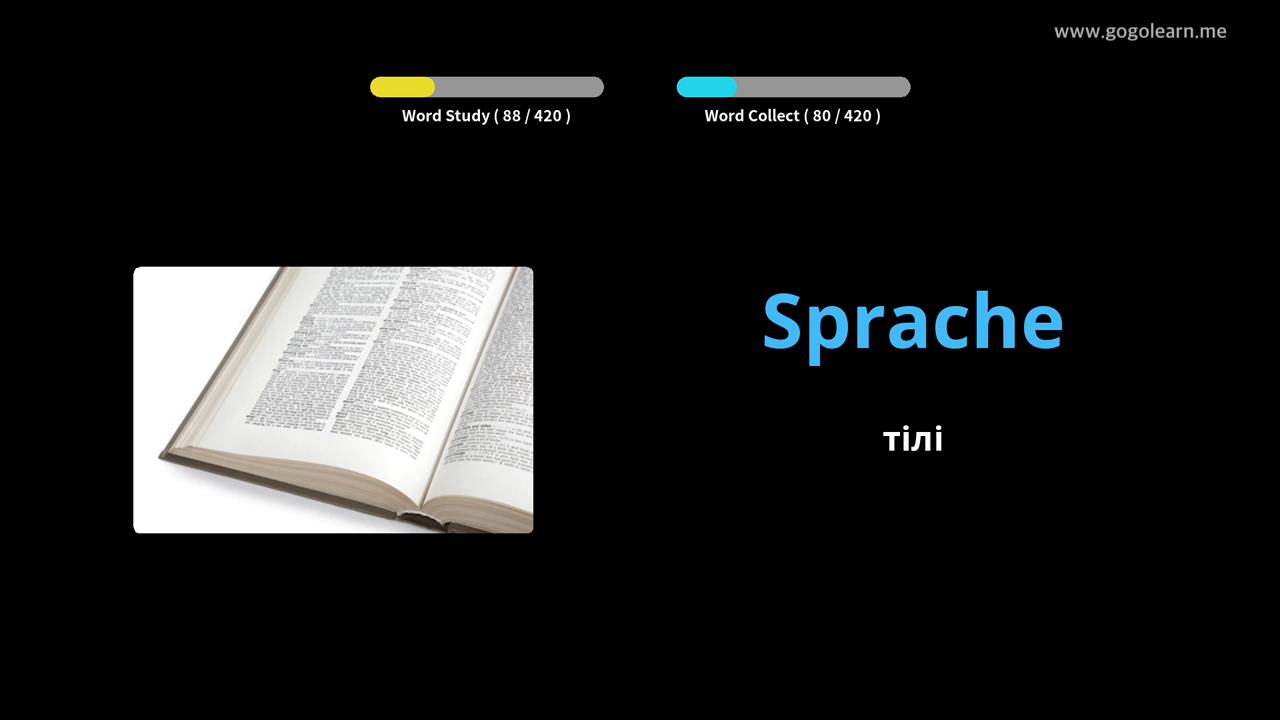 www.gogolearn.me
Word Study ( 88 / 420 )
Word Collect ( 80 / 420 )
Sprache
тілі